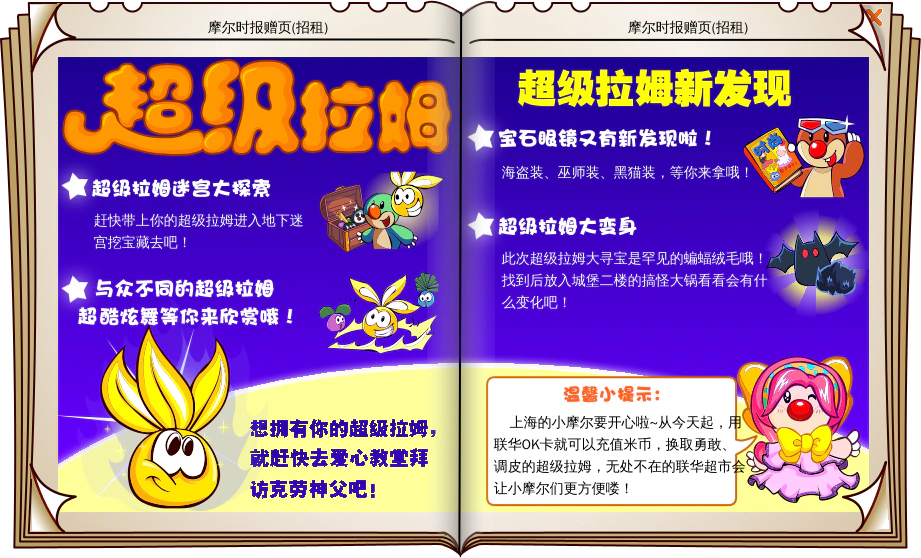 摩尔时报赠页(招租)
超级拉姆
超级拉姆迷宫大探索
赶快带上你的超级拉姆进入地下迷
宫挖宝藏去吧！
与众不同的超级拉姆
超酷炫舞等你来欣赏哦！
想拥有你的超级拉姆，
就赶快去爱心教堂拜
访克劳神父吧！
摩尔时报赠页(招租)
超级拉姆新发现
宝石眼镜又有新发现啦！
海盗装、巫师装、黑猫装，等你来拿哦！
超级拉姆大变身
此次超级拉姆大寻宝是罕见的蝙蝠绒毛哦！
找到后放入城堡二楼的搞怪大锅看看会有什
么变化吧！
温馨小提示：
上海的小摩尔要开心啦~从今天起，用
联华OK卡就可以充值米币，换取勇敢、
调皮的超级拉姆，无处不在的联华超市会
让小摩尔们更方便喽！